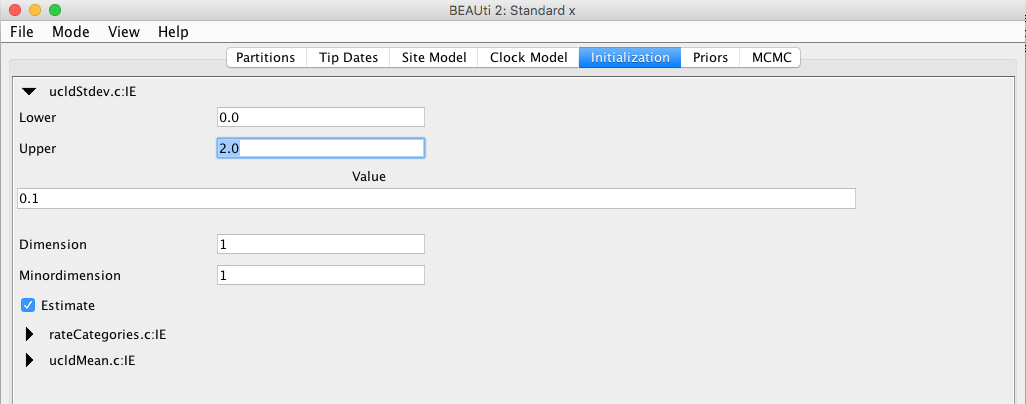 BEAUti 2: Standard x
File Mode View Help
Partitions Tip Dates Site Model Clock Model Initialization Priors MCMC
ucldStdev.c:IE
Lower 0.0
Upper 2.0
Value
0.1
Dimension 1
Minordimension 1
Estimate
rateCategories.c:IE
ucldMean.c:IE